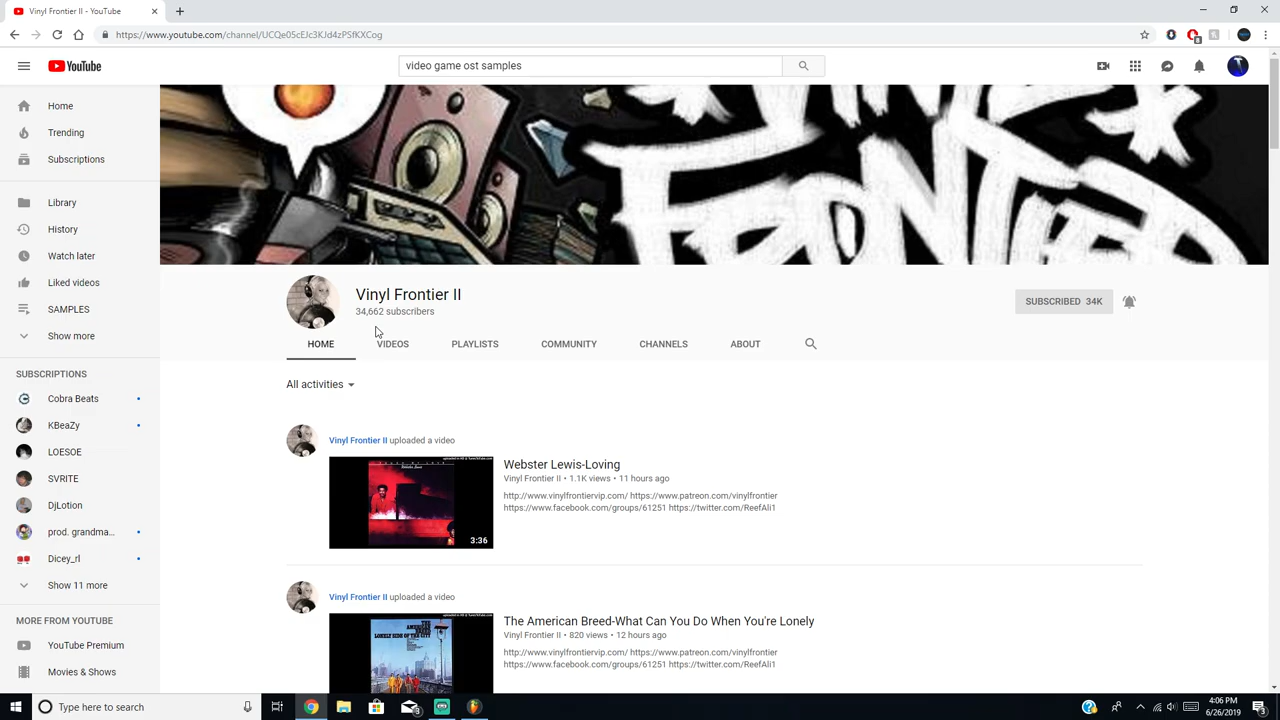 Vinyl Frontier II - YouTube
https://www.youtube.com/channel/UCQe05cEJc3KJd4zPSfKXCog
YouTube
video game ost samples
Home
Trending
Subscriptions
Library
History
Watch later
Liked videos
SAMPLES
Show more
SUBSCRIPTIONS
Cobra Beats
KBeaZy
LOESOE
SVRITE
DjLotion
prod. grandma...
Dicey_rl
Show 11 more
MORE FROM YOUTUBE
YouTube Premium
Movies & Shows
Vinyl Frontier II
34,662 subscribers
SUBSCRIBED 34K
HOME VIDEOS PLAYLISTS COMMUNITY CHANNELS ABOUT
All activities
Vinyl Frontier II uploaded a video
Webster Lewis-Loving
Vinyl Frontier II • 1.1K views • 11 hours ago
http://www.vinylfrontiervip.com/ https://www.patreon.com/vinylfrontier
https://www.facebook.com/groups/61251 https://twitter.com/ReefAli1
3:36
Vinyl Frontier II uploaded a video
The American Breed-What Can You Do When You're Lonely
Vinyl Frontier II • 820 views • 12 hours ago
http://www.vinylfrontiervip.com/ https://www.patreon.com/vinylfrontier
https://www.facebook.com/groups/61251 https://twitter.com/ReefAli1
LONELY SIDE OF THE CITY
Type here to search
4:06 PM
6/26/2019